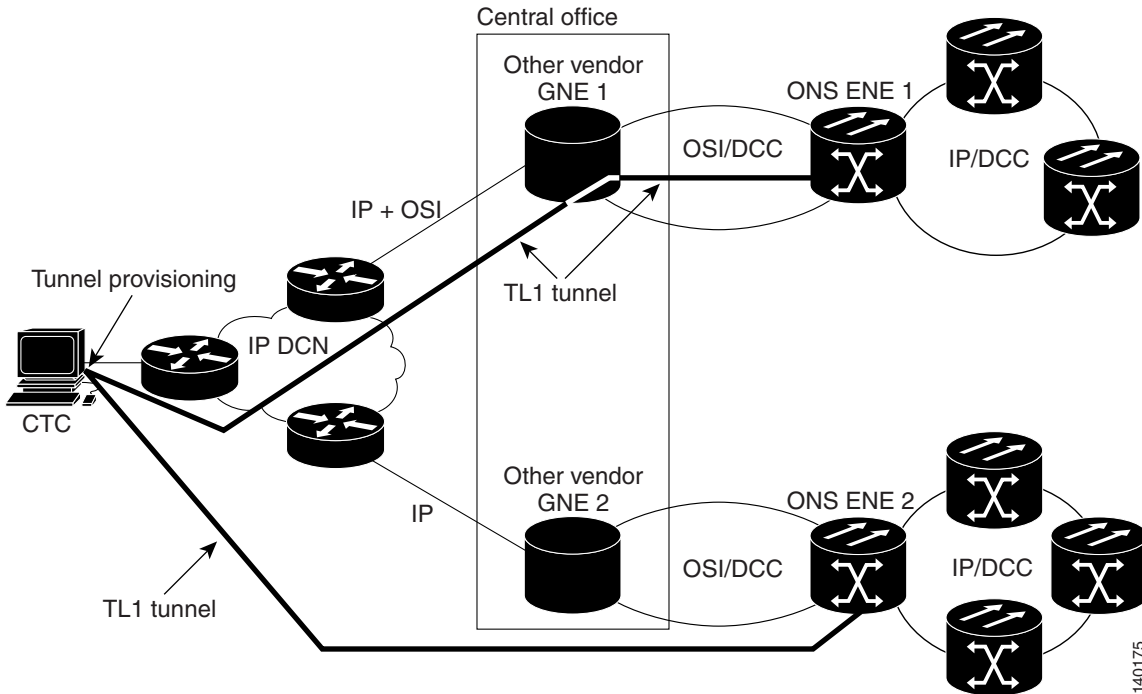 Central office
Other vendor
GNE 1
ONS ENE 1
OSI/DCC
IP/DCC
IP + OSI
Tunnel provisioning
TL1 tunnel
IP DCN
CTC
Other vendor
GNE 2
ONS ENE 2
IP
OSI/DCC
IP/DCC
TL1 tunnel
140175